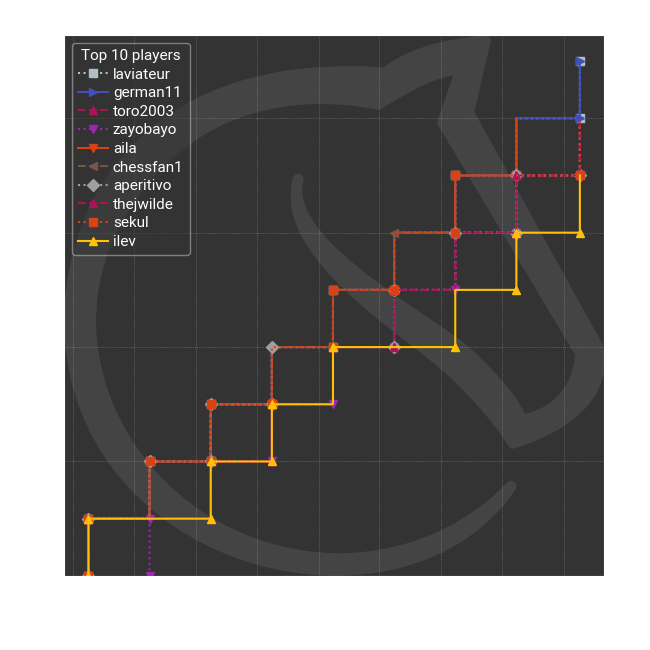 Top 10 players
laviateur
german11
toro2003
zayobayo
aila
chessfan1
aperitivo
thejwilde
sekul
ilev